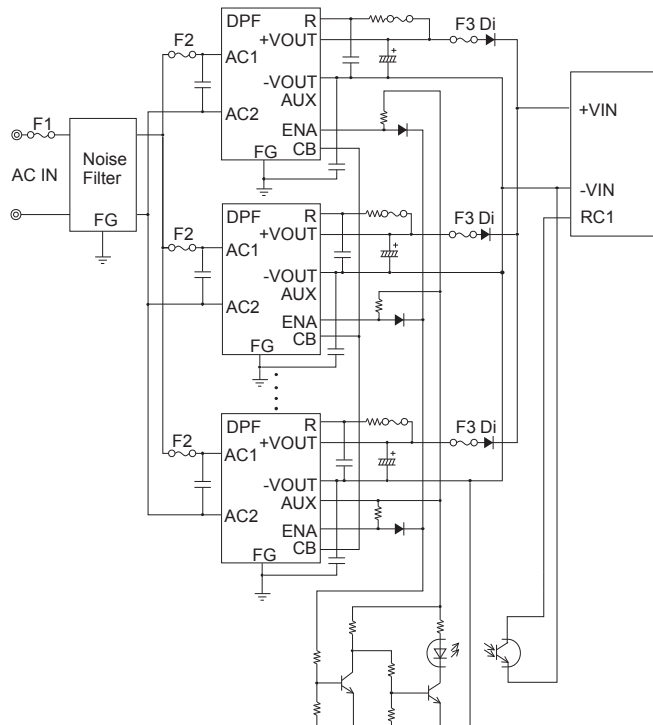 DPF R
F2 +VOUT F3 Di
AC1
-VOUT
AUX +VIN
F1 AC2
ENA
Noise CB
AC IN Filter FG
-VIN
FG RC1
DPF R
F2 +VOUT F3 Di
AC1
-VOUT
AUX
AC2
ENA
CB
FG
DPF R
F2 +VOUT F3 Di
AC1
-VOUT
AUX
AC2
ENA
CB
FG